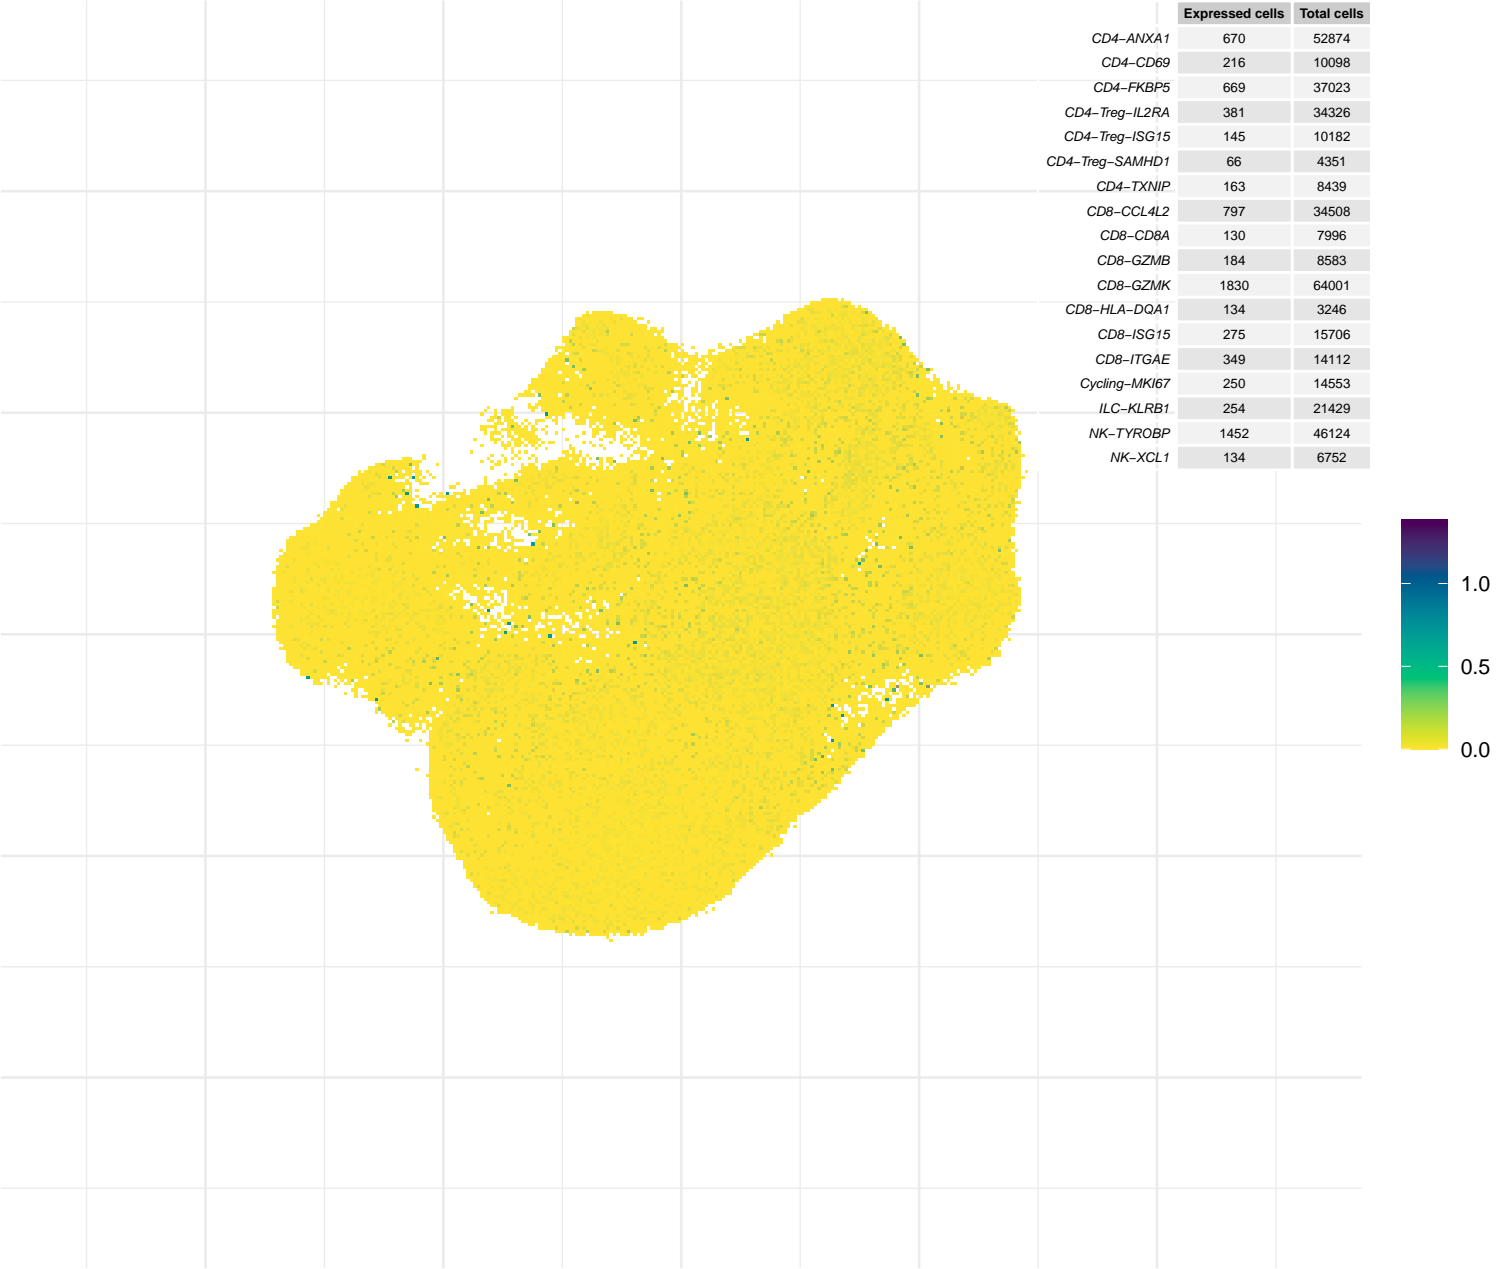 Expressed cells Total cells
CD4−ANXA1 670 52874
CD4−CD69 216 10098
CD4−FKBP5 669 37023
CD4−Treg−IL2RA 381 34326
CD4−Treg−ISG15 145 10182
CD4−Treg−SAMHD1 66 4351
CD4−TXNIP 163 8439
CD8−CCL4L2 797 34508
CD8−CD8A 130 7996
CD8−GZMB 184 8583
CD8−GZMK 1830 64001
CD8−HLA−DQA1 134 3246
CD8−ISG15 275 15706
CD8−ITGAE 349 14112
Cycling−MKI67 250 14553
ILC−KLRB1 254 21429
NK−TYROBP 1452 46124
NK−XCL1 134 6752
1.0
0.5
0.0